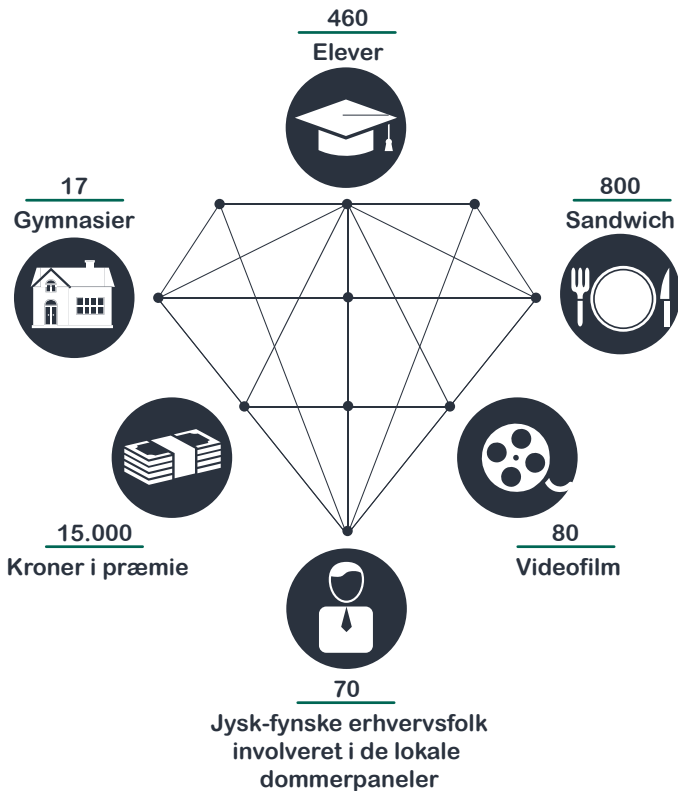 460
Elever
17
Gymnasier
800
Sandwich
15.000
Kroner i præmie
80
Videofilm
70
Jysk-fynske erhvervsfolk
involveret i de lokale
dommerpaneler